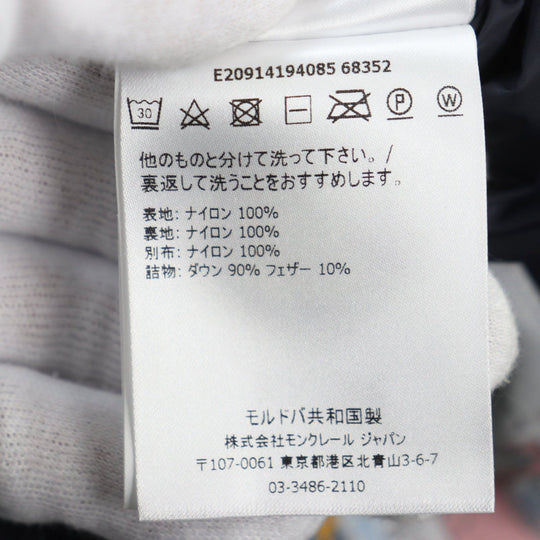 E20914194085 68352
30 P W
他のものと分けて洗って下さい。/
裏返して洗うことをおすすめします。
表地: ナイロン 100%
裏地: ナイロン 100%
別布: ナイロン 100%
詰物: ダウン 90% フェザー 10%
モルドバ共和国製
株式会社モンクレール ジャパン
〒107-0061 東京都港区北青山3-6-7
03-3486-2110